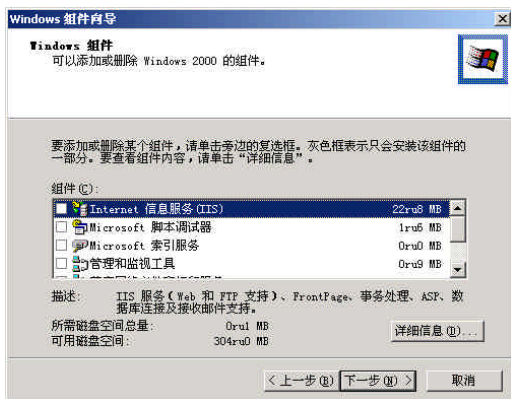 Windows 组件向导
Windows 组件
可以添加或删除 Windows 2000 的组件。
要添加或删除某个组件，请单击旁边的复选框。灰色框表示只会安装该组件的
一部分。要查看组件内容，请单击“详细信息”。
组件(C):
Internet 信息服务(IIS) 22ru8 MB
Microsoft 脚本调试器 1ru6 MB
Microsoft 索引服务 0ru0 MB
管理和监视工具 0ru9 MB
描述: IIS 服务(Web 和 FTP 支持)、FrontPage、事务处理、ASP、数
据库连接及接收邮件支持。
所需磁盘空间总量: 0ru1 MB
可用磁盘空间: 304ru0 MB
详细信息(D)...
< 上一步(B) 下一步(N) > 取消